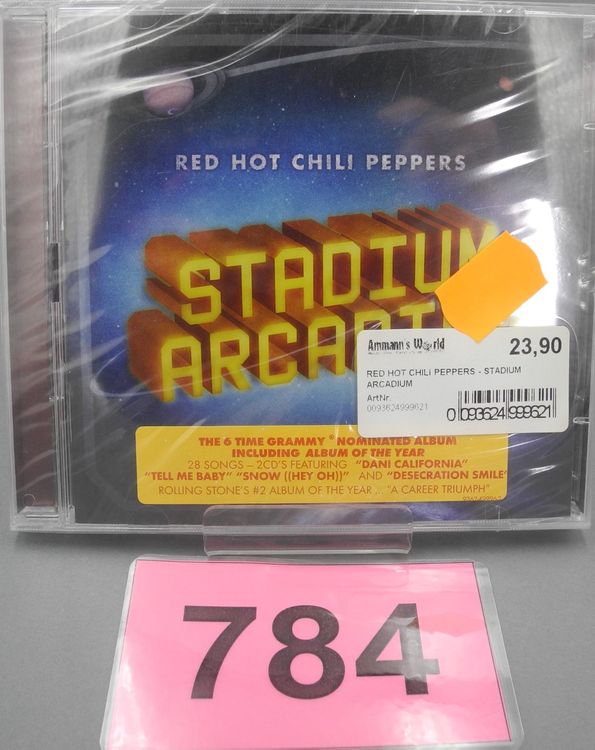 RED HOT CHILI PEPPERS
STADIUM
ARCADI
Ammann's World
23,90
RED HOT CHILI PEPPERS - STADIUM
ARCADIUM
ArtNr.
0093624999621
0 093624 999621
THE 6 TIME GRAMMY® NOMINATED ALBUM
INCLUDING ALBUM OF THE YEAR
28 SONGS – 2CD'S FEATURING "DANI CALIFORNIA"
"TELL ME BABY" "SNOW ((HEY OH))" AND "DESECRATION SMILE"
ROLLING STONE'S #2 ALBUM OF THE YEAR... "A CAREER TRIUMPH"
784